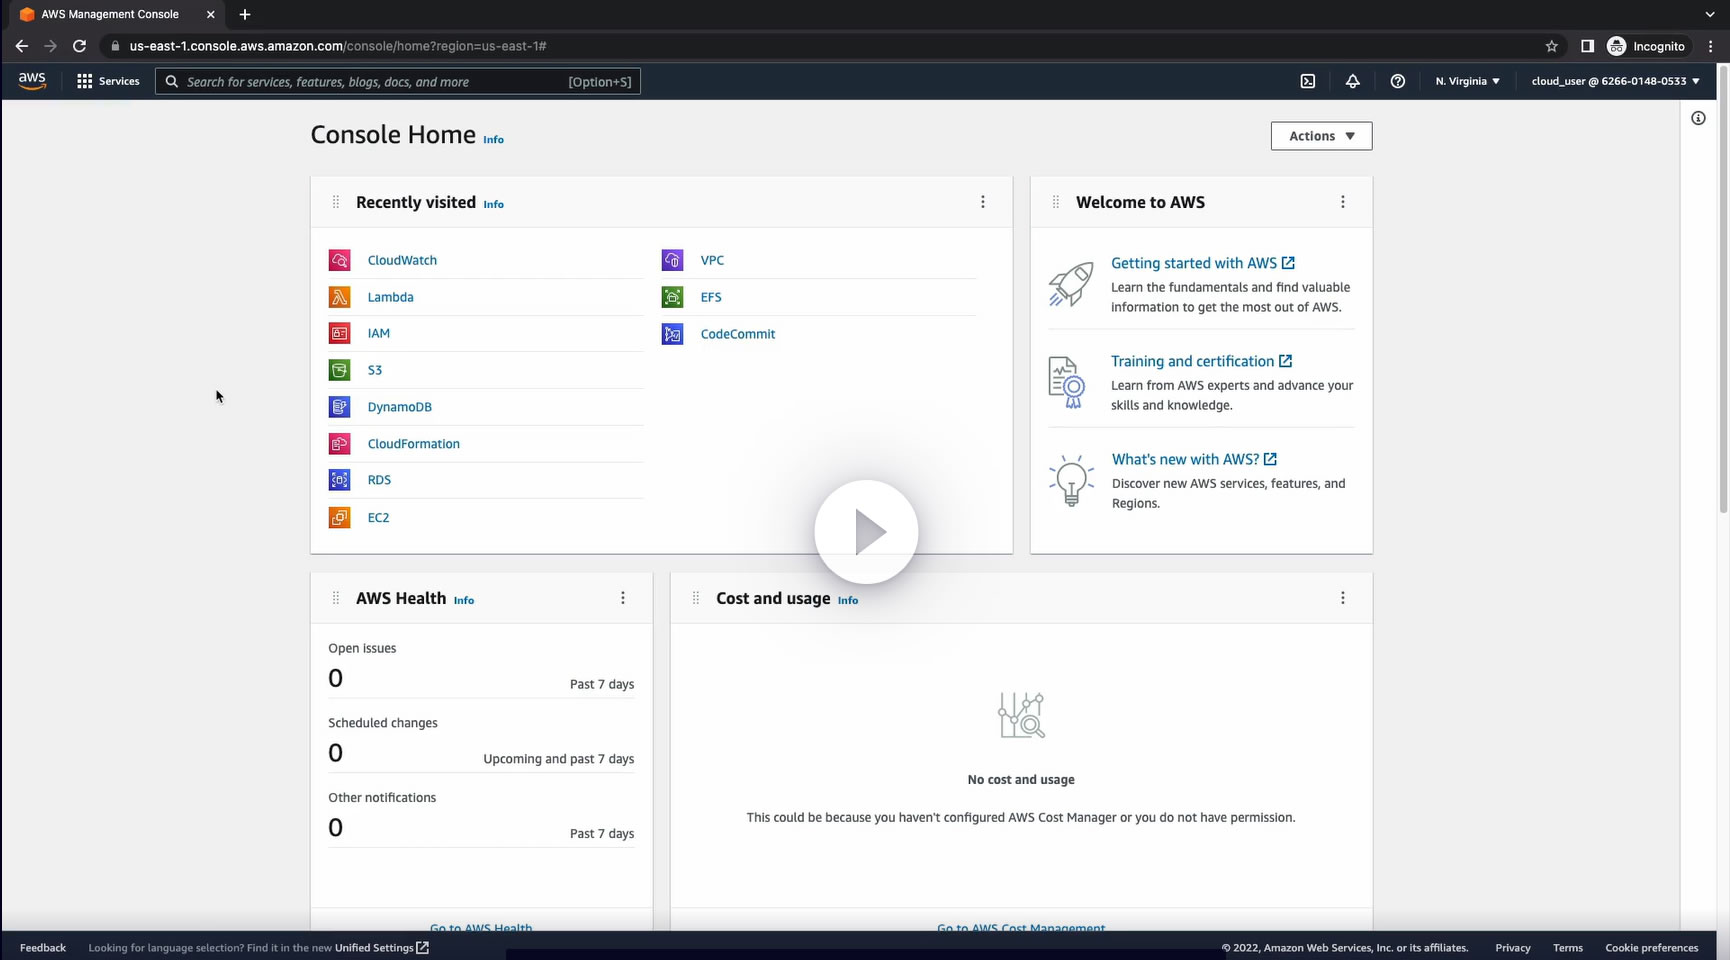 AWS Management Console
us-east-1.console.aws.amazon.com/console/home?region=us-east-1#
Incognito
aws
Services
Search for services, features, blogs, docs, and more
[Option+S]
N. Virginia
cloud_user @ 6266-0148-0533
Console Home Info
Actions
Recently visited Info
CloudWatch
Lambda
IAM
S3
DynamoDB
CloudFormation
RDS
EC2
VPC
EFS
CodeCommit
Welcome to AWS
Getting started with AWS
Learn the fundamentals and find valuable
information to get the most out of AWS.
Training and certification
Learn from AWS experts and advance your
skills and knowledge.
What's new with AWS?
Discover new AWS services, features, and
Regions.
AWS Health Info
Open issues
0
Past 7 days
Scheduled changes
0
Upcoming and past 7 days
Other notifications
0
Past 7 days
Go to AWS Health
Cost and usage Info
No cost and usage
This could be because you haven't configured AWS Cost Manager or you do not have permission.
Go to AWS Cost Management
Feedback
Looking for language selection? Find it in the new Unified Settings
© 2022, Amazon Web Services, Inc. or its affiliates.
Privacy
Terms
Cookie preferences